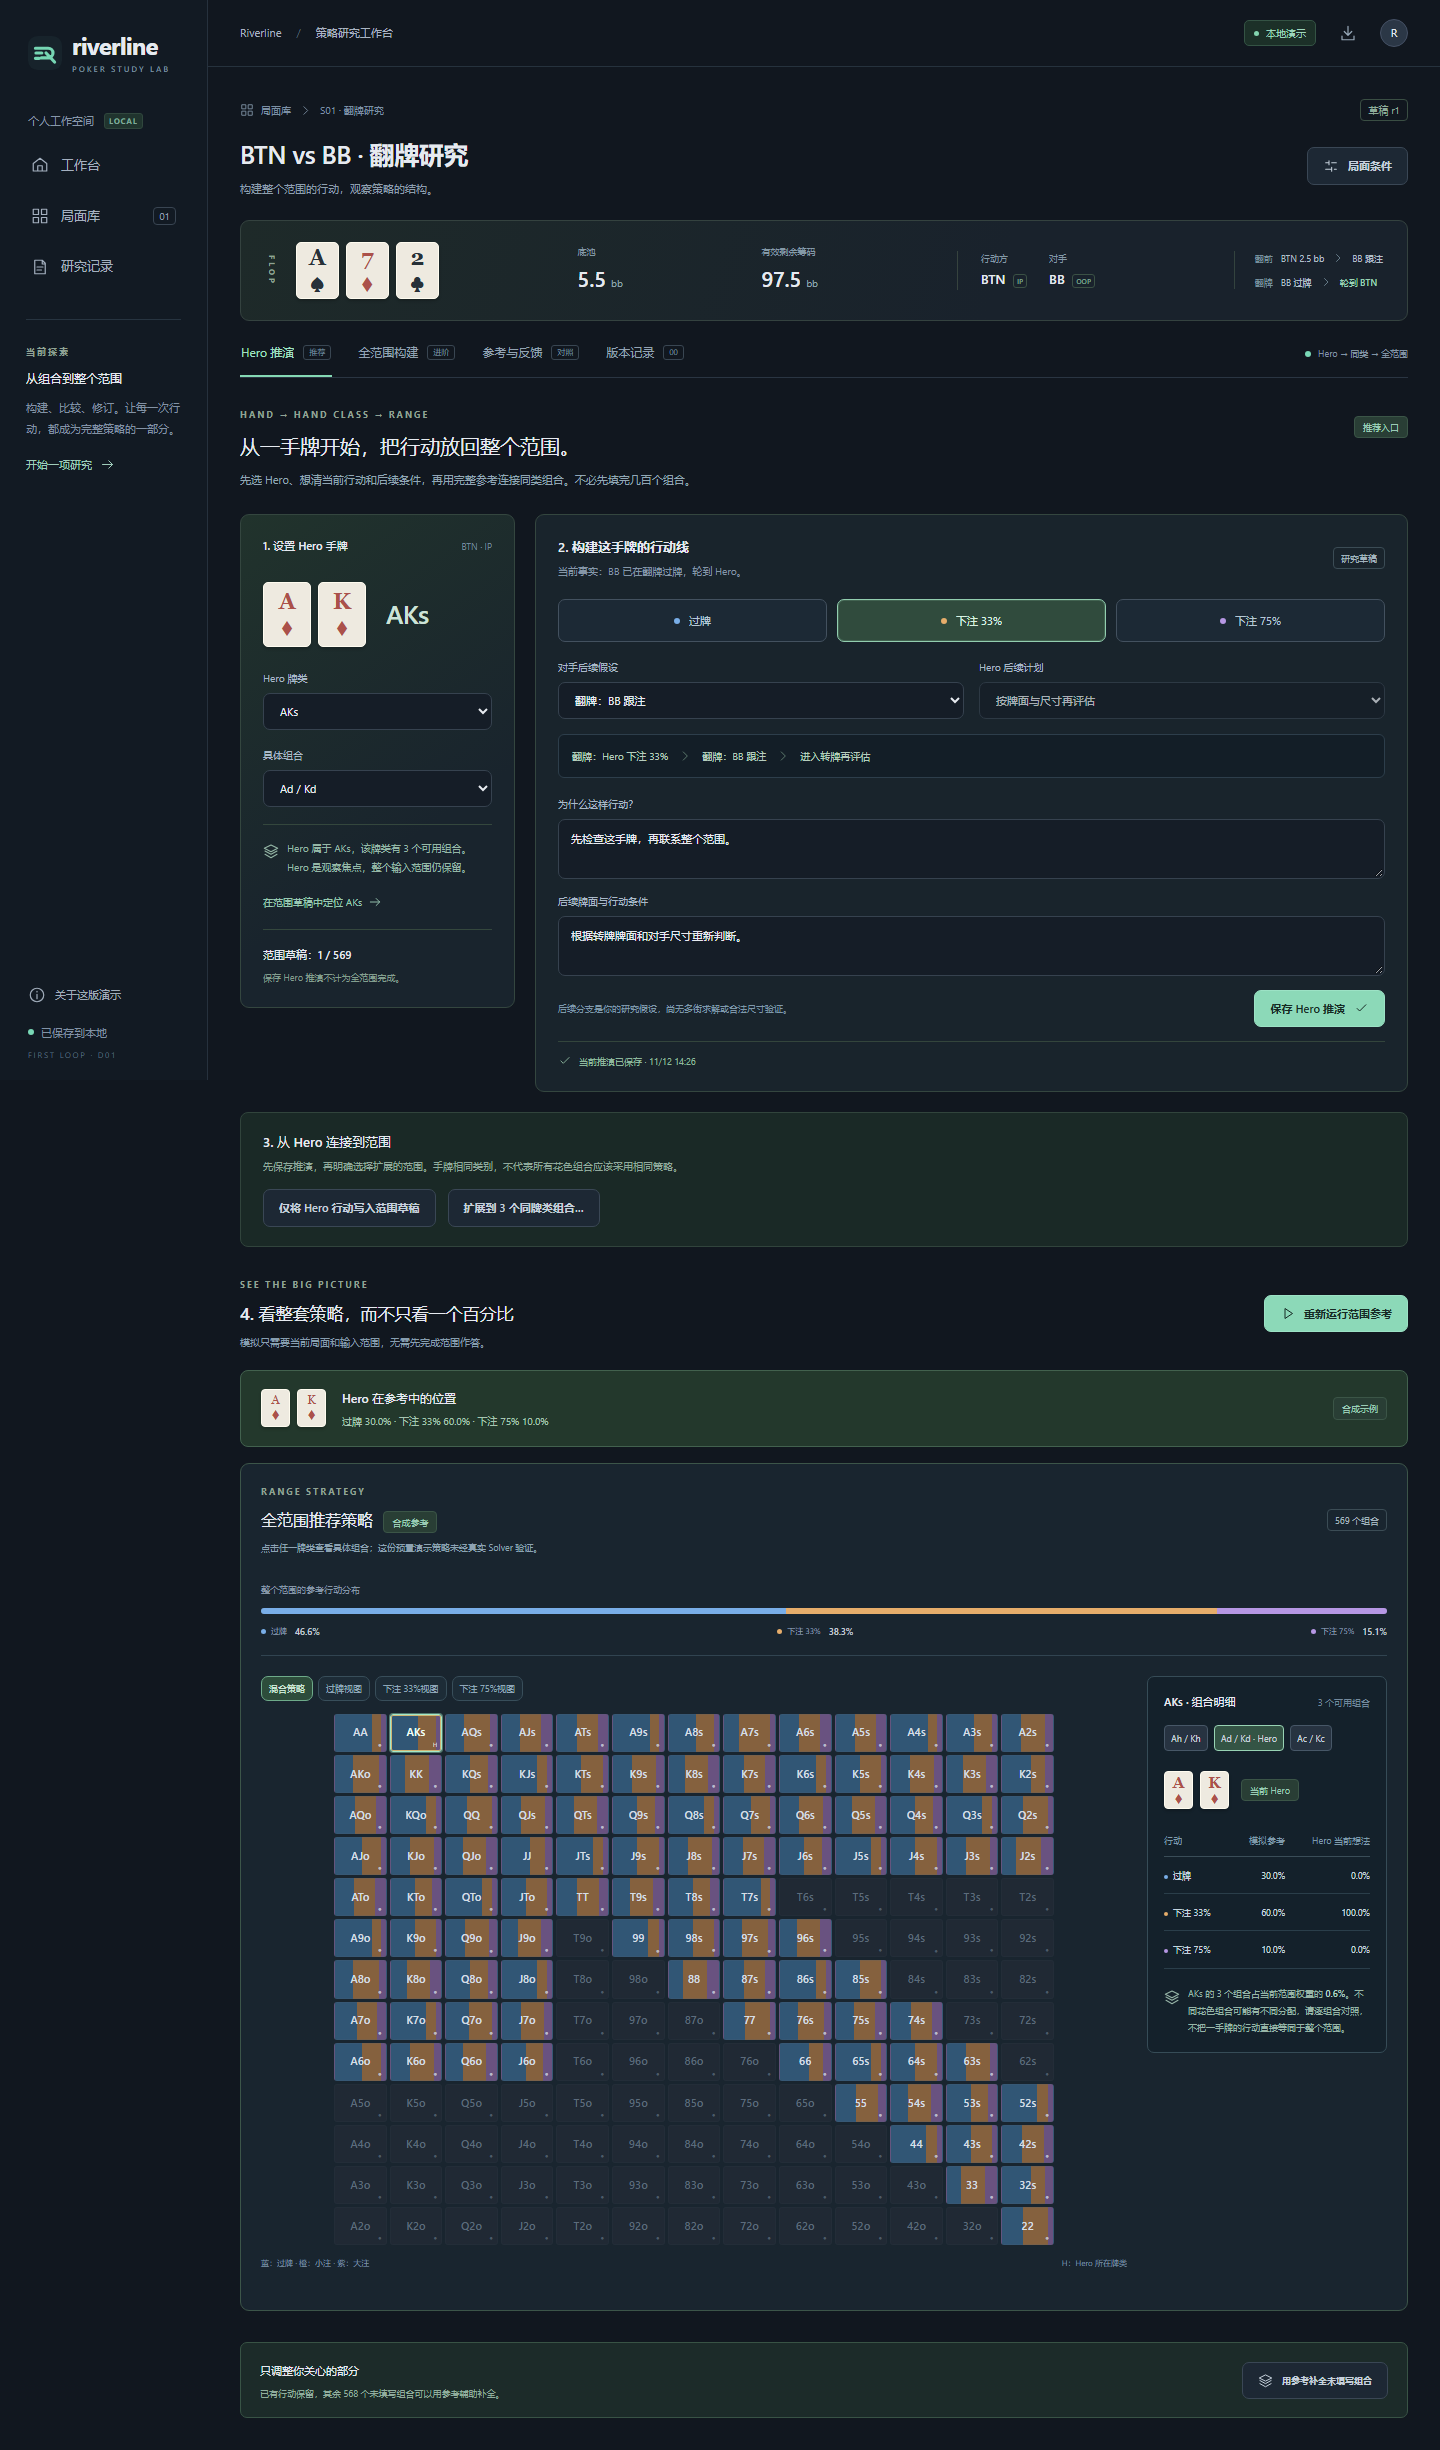 riverline
POKER STUDY LAB
个人工作空间 LOCAL
工作台
局面库 01
研究记录
当前探索
从组合到整个范围
构建、比较、修订。让每一次行
动，都成为完整策略的一部分。
开始一项研究
关于这版演示
已保存到本地
FIRST LOOP · D01
Riverline / 策略研究工作台
本地演示
R
局面库 S01 · 翻牌研究
草稿 r1
BTN vs BB · 翻牌研究
局面条件
构建整个范围的行动，观察策略的结构。
FLOP
A 7 2
底池
5.5 bb
有效剩余筹码
97.5 bb
行动方 对手
BTN IP BB OOP
翻前 BTN 2.5 bb BB 跟注
翻牌 BB 过牌 轮到 BTN
Hero 推演 推荐 全范围构建 进阶 参考与反馈 对照 版本记录 00
Hero → 同类 → 全范围
HAND → HAND CLASS → RANGE
从一手牌开始，把行动放回整个范围。
推荐入口
先选 Hero、想清当前行动和后续条件，再用完整参考连接同类组合。不必先填完几百个组合。
1. 设置 Hero 手牌 BTN · IP
A K AKs
Hero 牌类
AKs
具体组合
Ad / Kd
Hero 属于 AKs，该牌类有 3 个可用组合。
Hero 是观察焦点，整个输入范围仍保留。
在范围草稿中定位 AKs
范围草稿：1 / 569
保存 Hero 推演不计为全范围完成。
2. 构建这手牌的行动线
当前事实：BB 已在翻牌过牌，轮到 Hero。
研究草稿
过牌 下注 33% 下注 75%
对手后续假设 Hero 后续计划
翻牌：BB 跟注 按牌面与尺寸再评估
翻牌：Hero 下注 33% 翻牌：BB 跟注 进入转牌再评估
为什么这样行动？
先检查这手牌，再联系整个范围。
后续牌面与行动条件
根据转牌牌面和对手尺寸重新判断。
后续分支是你的研究假设，尚无多街求解或合法尺寸验证。
保存 Hero 推演
当前推演已保存 · 11/12 14:26
3. 从 Hero 连接到范围
先保存推演，再明确选择扩展的范围。手牌相同类别，不代表所有花色组合应该采用相同策略。
仅将 Hero 行动写入范围草稿 扩展到 3 个同牌类组合...
SEE THE BIG PICTURE
4. 看整套策略，而不只看一个百分比
重新运行范围参考
模拟只需要当前局面和输入范围，无需先完成范围作答。
A K
Hero 在参考中的位置
过牌 30.0% · 下注 33% 60.0% · 下注 75% 10.0%
合成示例
RANGE STRATEGY
全范围推荐策略 合成参考
569 个组合
点击任一牌类查看具体组合；这份预置演示策略未经真实 Solver 验证。
整个范围的参考行动分布
过牌 46.6% 下注 33% 38.3% 下注 75% 15.1%
混合策略 过牌视图 下注 33%视图 下注 75%视图
AA AKs AQs AJs ATs A9s A8s A7s A6s A5s A4s A3s A2s
H
AKo KK KQs KJs KTs K9s K8s K7s K6s K5s K4s K3s K2s
AQo KQo QQ QJs QTs Q9s Q8s Q7s Q6s Q5s Q4s Q3s Q2s
AJo KJo QJo JJ JTs J9s J8s J7s J6s J5s J4s J3s J2s
ATo KTo QTo JTo TT T9s T8s T7s T6s T5s T4s T3s T2s
A9o K9o Q9o J9o T9o 99 98s 97s 96s 95s 94s 93s 92s
A8o K8o Q8o J8o T8o 98o 88 87s 86s 85s 84s 83s 82s
A7o K7o Q7o J7o T7o 97o 87o 77 76s 75s 74s 73s 72s
A6o K6o Q6o J6o T6o 96o 86o 76o 66 65s 64s 63s 62s
A5o K5o Q5o J5o T5o 95o 85o 75o 65o 55 54s 53s 52s
A4o K4o Q4o J4o T4o 94o 84o 74o 64o 54o 44 43s 42s
A3o K3o Q3o J3o T3o 93o 83o 73o 63o 53o 43o 33 32s
A2o K2o Q2o J2o T2o 92o 82o 72o 62o 52o 42o 32o 22
蓝：过牌 · 橙：小注 · 紫：大注
H：Hero 所在牌类
AKs · 组合明细 3 个可用组合
Ah / Kh Ad / Kd · Hero Ac / Kc
A K 当前 Hero
行动 模拟参考 Hero 当前想法
过牌 30.0% 0.0%
下注 33% 60.0% 100.0%
下注 75% 10.0% 0.0%
AKs 的 3 个组合占当前范围权重的 0.6%。不
同花色组合可能有不同分配，请逐组合对照，
不把一手牌的行动直接等同于整个范围。
只调整你关心的部分
已有行动保留，其余 568 个未填写组合可以用参考辅助补全。
用参考补全未填写组合